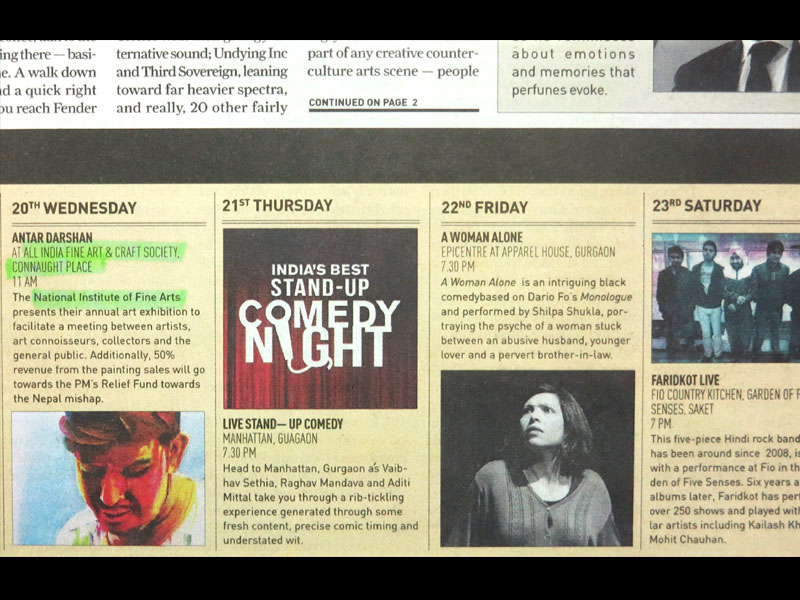 ing there — basi-
e. A walk down
nd a quick right
ou reach Fender
ternative sound; Undying Inc
and Third Sovereign, leaning
toward far heavier spectra,
and really, 20 other fairly
part of any creative counter-
culture arts scene — people
CONTINUED ON PAGE 2
about emotions
and memories that
perfunes evoke.
20TH WEDNESDAY
ANTAR DARSHAN
AT ALL INDIA FINE ART & CRAFT SOCIETY,
CONNAUGHT PLACE
11 AM
The National Institute of Fine Arts
presents their annual art exhibition to
facilitate a meeting between artists,
art connoisseurs, collectors and the
general public. Additionally, 50%
revenue from the painting sales will go
towards the PM's Relief Fund towards
the Nepal mishap.
21ST THURSDAY
INDIA'S BEST
STAND-UP
COMEDY
NIGHT
LIVE STAND— UP COMEDY
MANHATTAN, GUAGAON
7.30 PM
Head to Manhattan, Gurgaon as Vaib-
hav Sethia, Raghav Mandava and Aditi
Mittal take you through a rib-tickling
experience generated through some
fresh content, precise comic timing and
understated wit.
22ND FRIDAY
A WOMAN ALONE
EPICENTRE AT APPAREL HOUSE, GURGAON
7.30 PM
A Woman Alone is an intriguing black
comedybased on Dario Fo's Monologue
and performed by Shilpa Shukla, por-
traying the psyche of a woman stuck
between an abusive husband, younger
lover and a pervert brother-in-law.
23RD SATURDAY
FARIDKOT LIVE
FIO COUNTRY KITCHEN, GARDEN OF F
SENSES, SAKET
7 PM
This five-piece Hindi rock band
has been around since 2008, is
with a performance at Fio in th
den of Five Senses. Six years a
albums later, Faridkot has per
over 250 shows and played wit
lar artists including Kailash Kh
Mohit Chauhan.